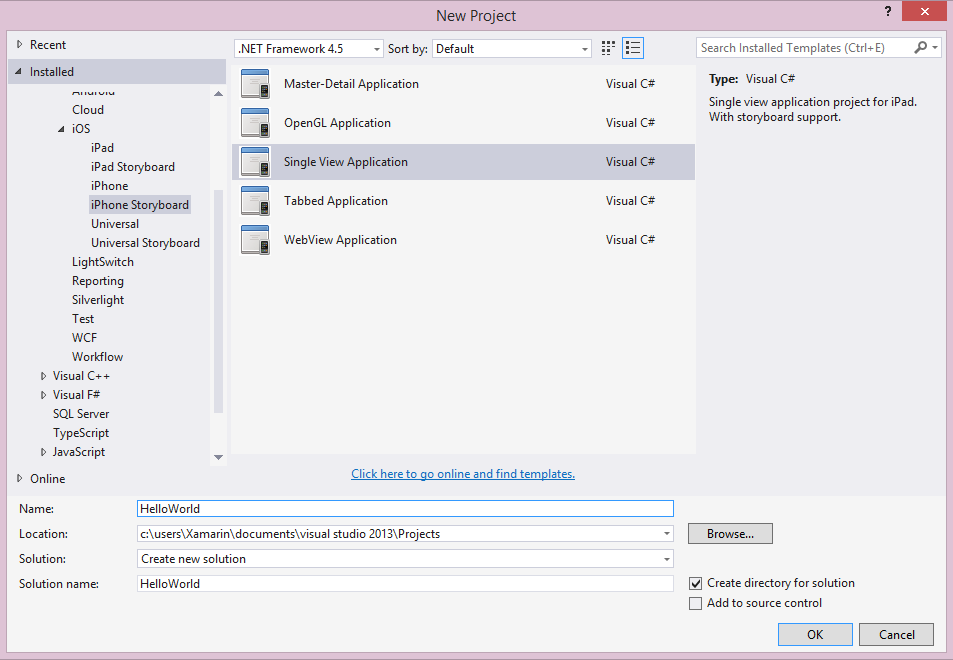 New Project
?
Recent
.NET Framework 4.5
Sort by:
Default
Search Installed Templates (Ctrl+E)
Installed
Android
Cloud
iOS
iPad
iPad Storyboard
iPhone
iPhone Storyboard
Universal
Universal Storyboard
LightSwitch
Reporting
Silverlight
Test
WCF
Workflow
Visual C++
Visual F#
SQL Server
TypeScript
JavaScript
Online
Master-Detail Application Visual C#
OpenGL Application Visual C#
Single View Application Visual C#
Tabbed Application Visual C#
WebView Application Visual C#
Click here to go online and find templates.
Type: Visual C#
Single view application project for iPad.
With storyboard support.
Name: HelloWorld
Location: c:\users\Xamarin\documents\visual studio 2013\Projects
Browse...
Solution: Create new solution
Solution name: HelloWorld
Create directory for solution
Add to source control
OK
Cancel